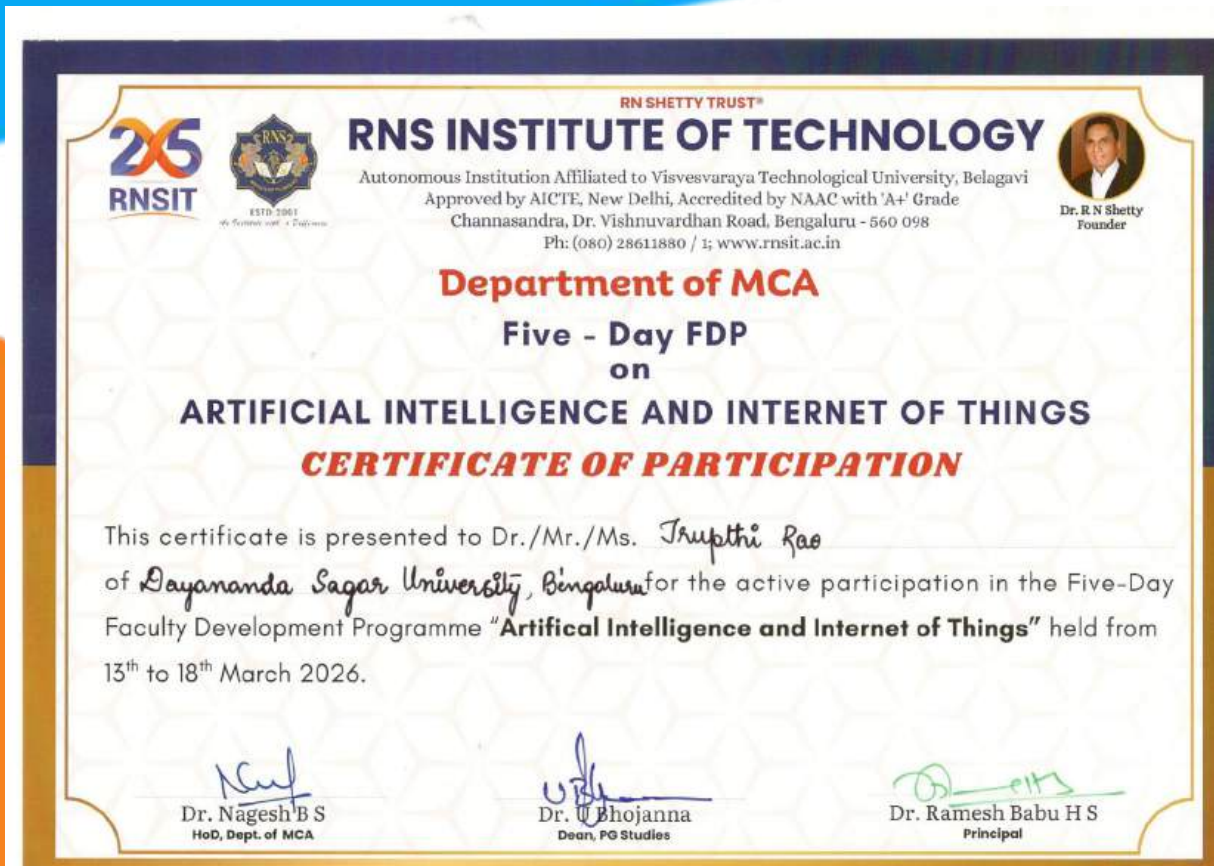 RN SHETTY TRUST®
RNS INSTITUTE OF TECHNOLOGY
Autonomous Institution Affiliated to Visvesvaraya Technological University, Belagavi
Approved by AICTE, New Delhi, Accredited by NAAC with 'A+' Grade
Channasandra, Dr. Vishnuvardhan Road, Bengaluru - 560 098
Ph: (080) 28611880 / 1; www.rnsit.ac.in
25
RNSIT
RNS
ESTD:2001
Dr. R N Shetty
Founder
Department of MCA
Five - Day FDP
on
ARTIFICIAL INTELLIGENCE AND INTERNET OF THINGS
CERTIFICATE OF PARTICIPATION
This certificate is presented to Dr./Mr./Ms. Trupthi Rao
of Dayananda Sagar University, Bengaluru for the active participation in the Five-Day
Faculty Development Programme "Artifical Intelligence and Internet of Things" held from
13th to 18th March 2026.
Dr. Nagesh B S
HoD, Dept. of MCA
Dr. U Bhojanna
Dean, PG Studies
Dr. Ramesh Babu H S
Principal